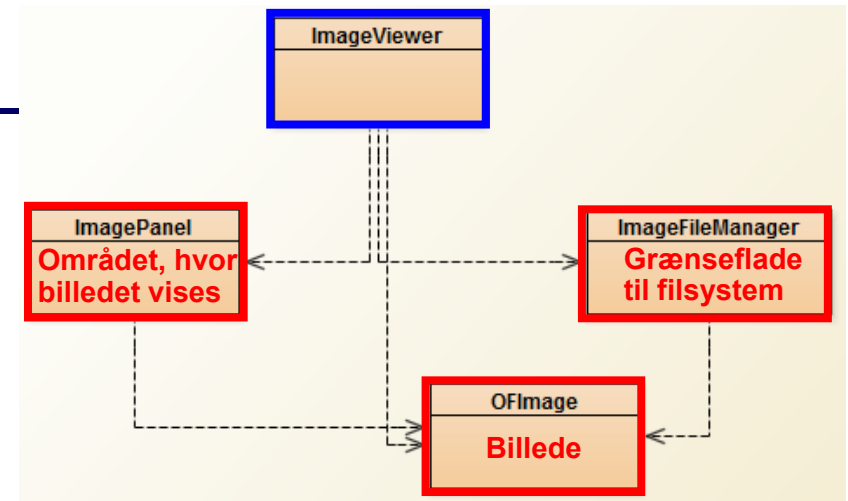 ImageViewer
ImagePanel
Området, hvor
billedet vises
ImageFileManager
Grænseflade
til filsystem
OFImage
Billede